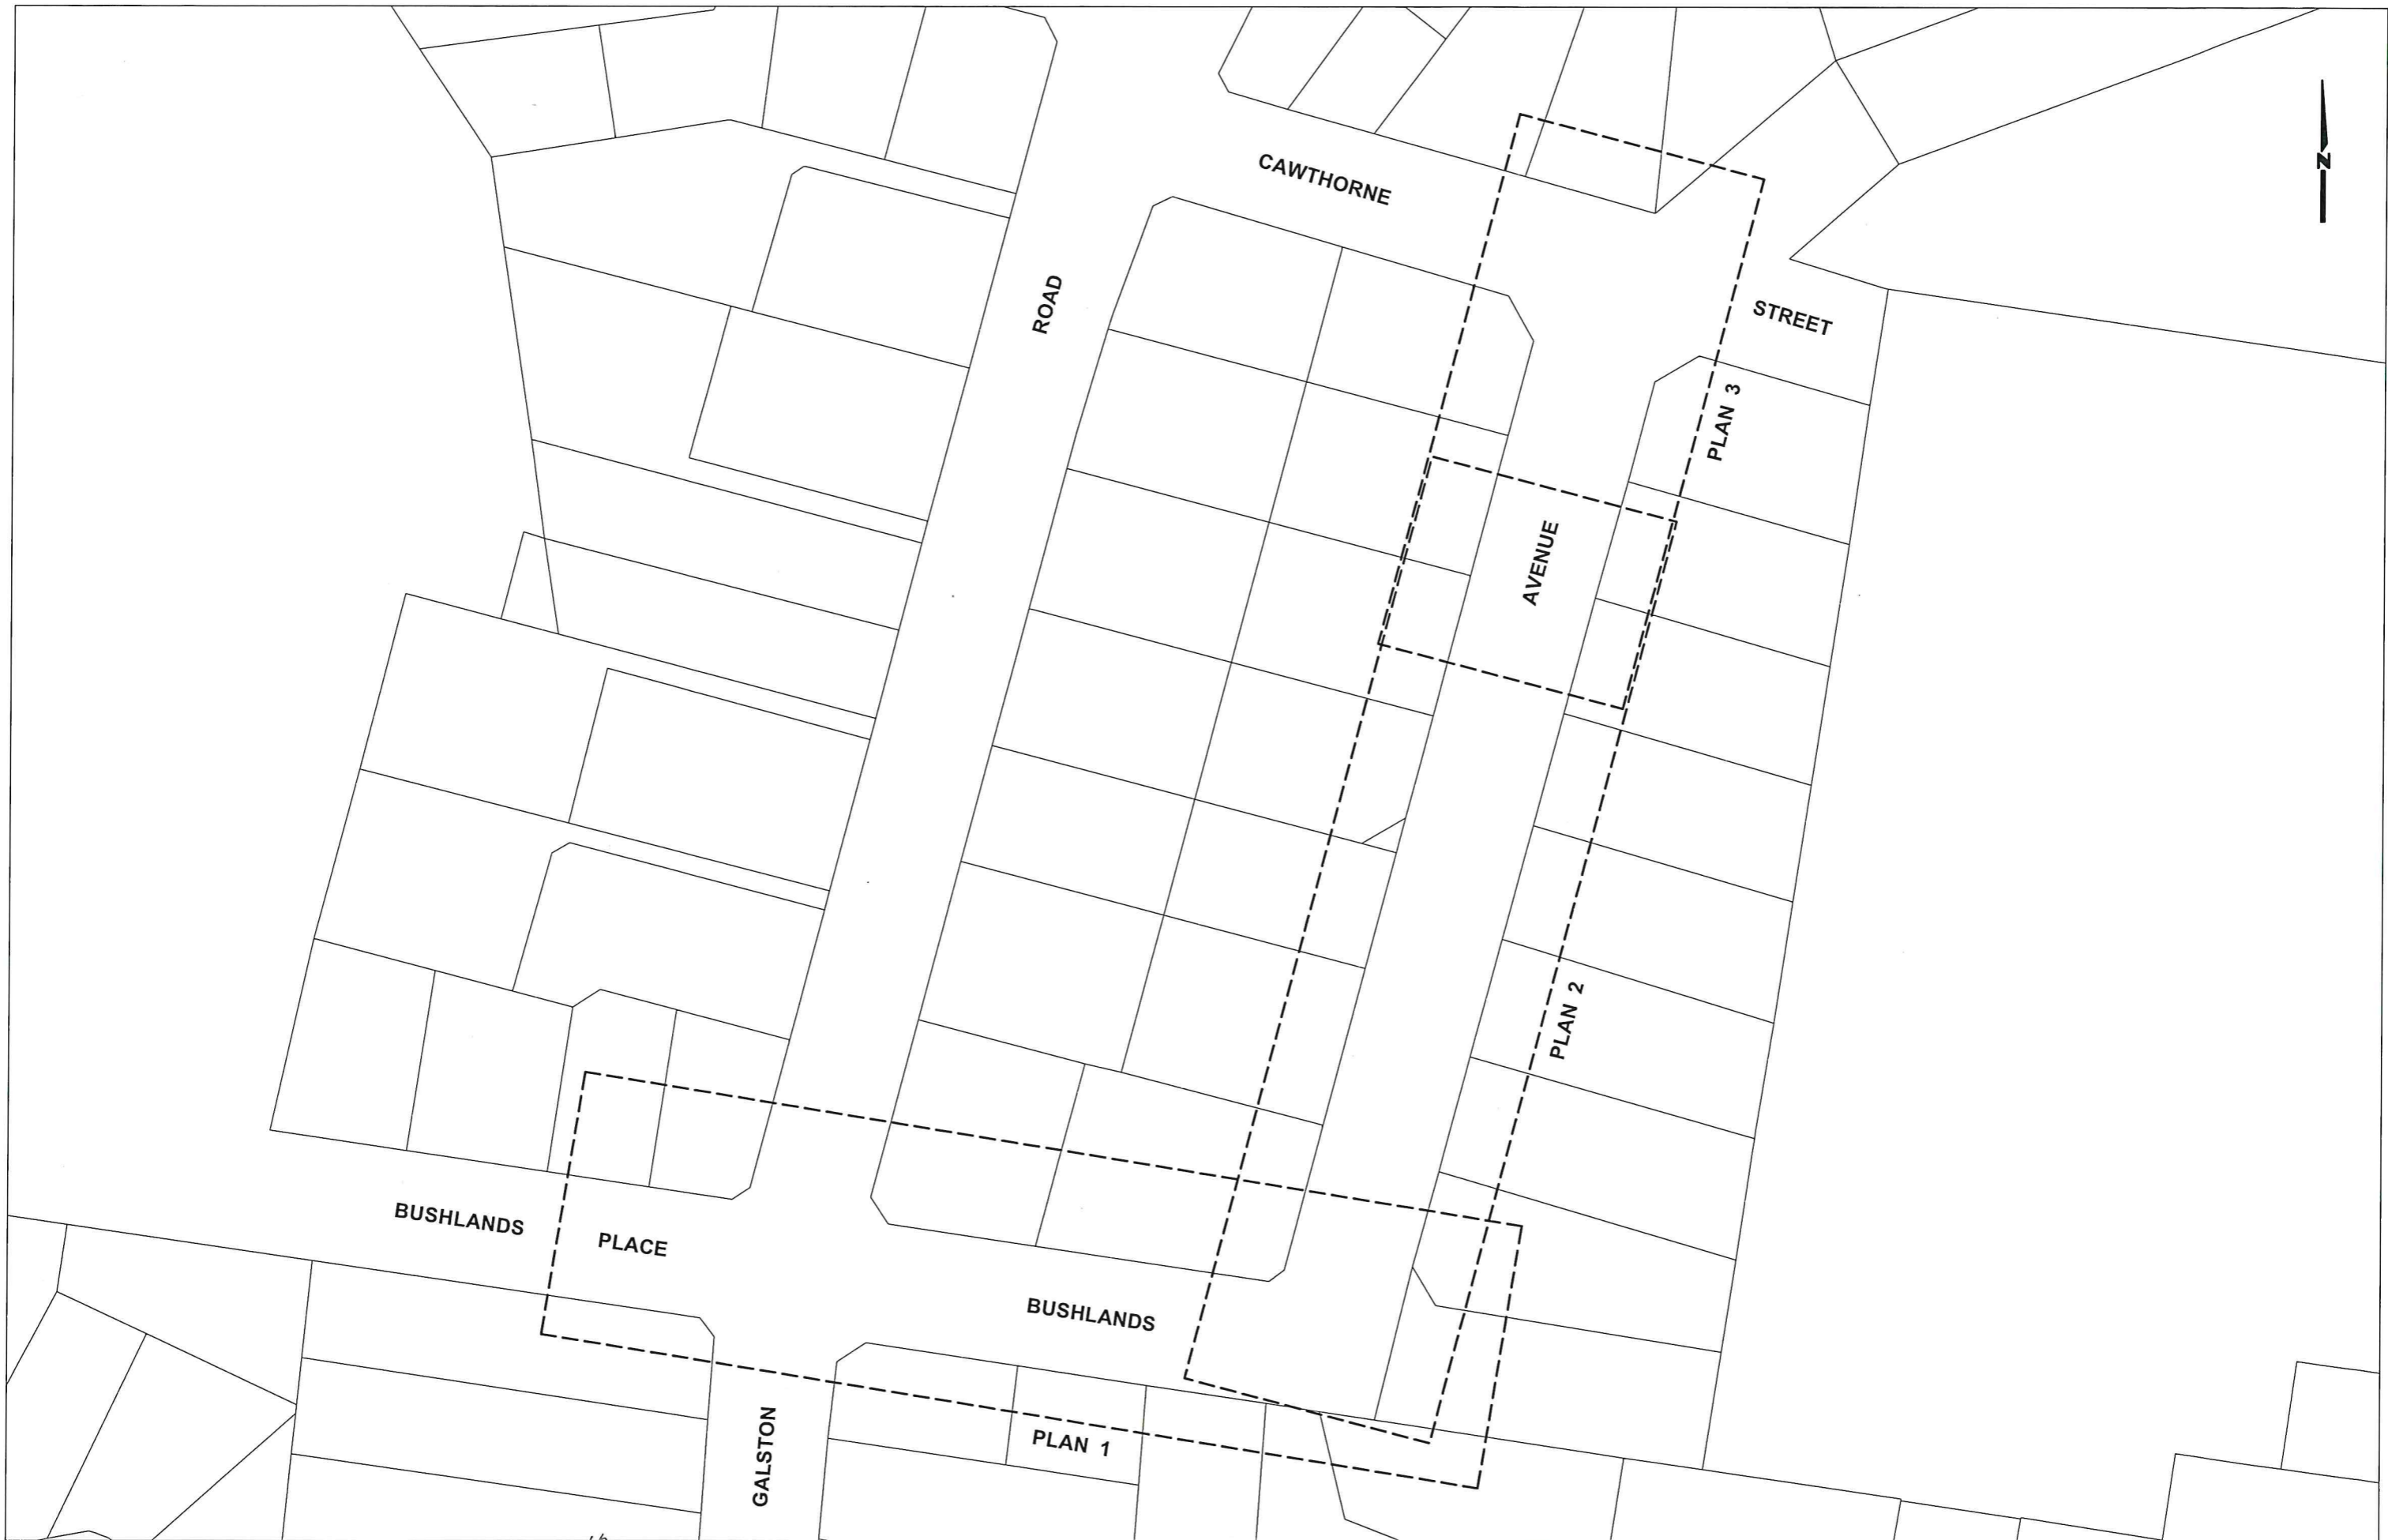 CAWTHORNE
N
ROAD
STREET
PLAN 3
AVENUE
PLAN 2
BUSHLANDS
PLACE
BUSHLANDS
PLAN 1
GALSTON